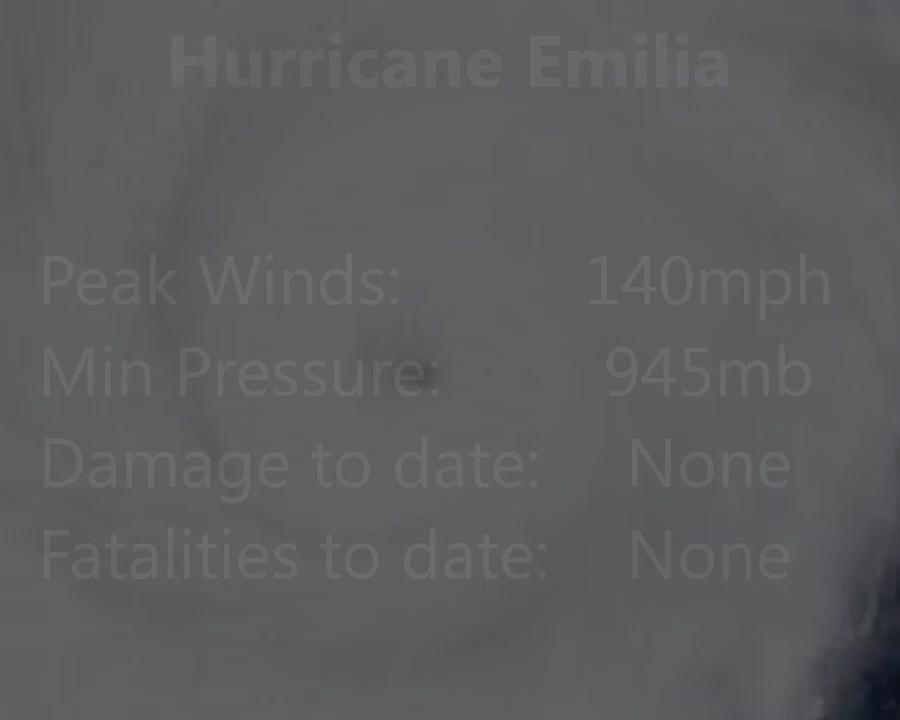 Hurricane Emilia
Peak Winds: 140mph
Min Pressure: 945mb
Damage to date: None
Fatalities to date: None